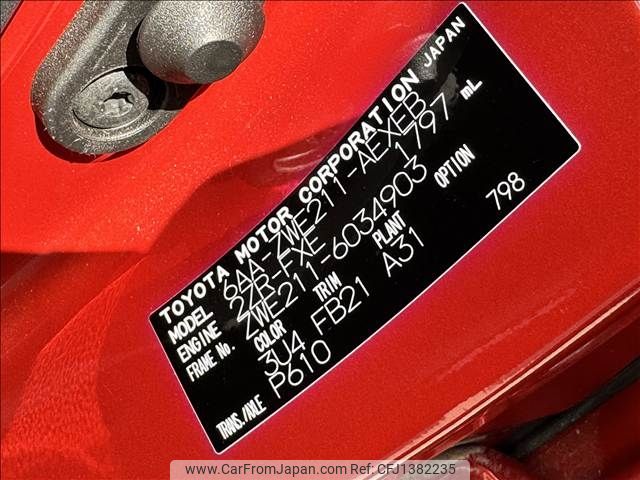 TOYOTA MOTOR CORPORATION JAPAN
MODEL 6AA-ZWE211-AEXEB
ENGINE 2ZR-FXE 1797 mL
FRAME No. ZWE211-6034903
COLOR TRIM PLANT OPTION
3U4 FB21 A31 798
TRANS./AXLE P610
www.CarFromJapan.com | Ref.No.CFJ1382235